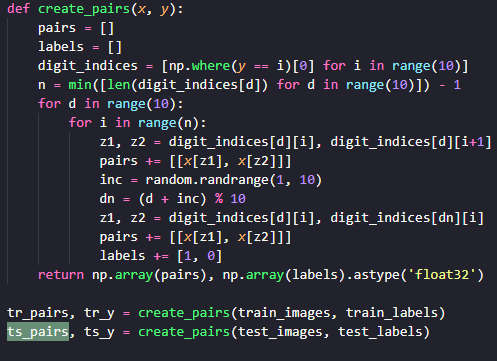 def create_pairs(x, y):
    pairs = []
    labels = []
    digit_indices = [np.where(y == i)[0] for i in range(10)]
    n = min([len(digit_indices[d]) for d in range(10)]) - 1
    for d in range(10):
        for i in range(n):
            z1, z2 = digit_indices[d][i], digit_indices[d][i+1]
            pairs += [[x[z1], x[z2]]]
            inc = random.randrange(1, 10)
            dn = (d + inc) % 10
            z1, z2 = digit_indices[d][i], digit_indices[dn][i]
            pairs += [[x[z1], x[z2]]]
            labels += [1, 0]
    return np.array(pairs), np.array(labels).astype('float32')

tr_pairs, tr_y = create_pairs(train_images, train_labels)
ts_pairs, ts_y = create_pairs(test_images, test_labels)